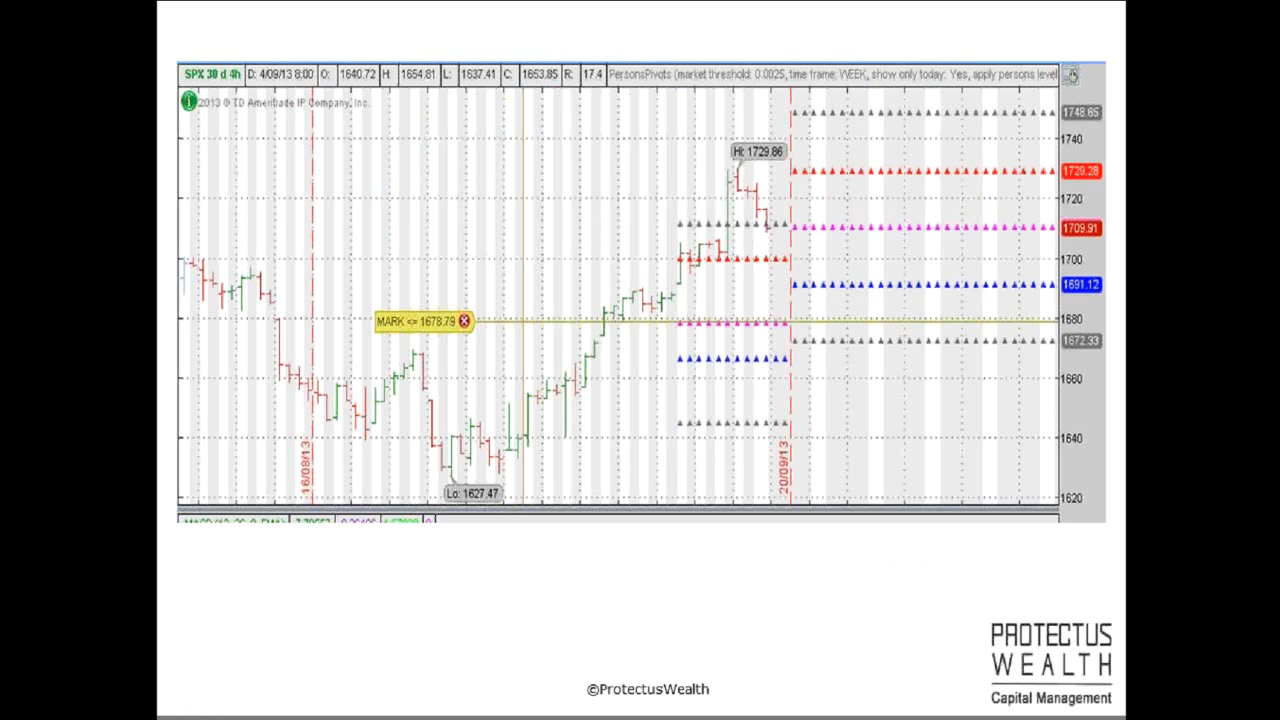 SPX 30 d 4h D: 4/09/13 8:00 O: 1640.72 H: 1654.81 L: 1637.41 C: 1653.85 R: 17.4 PersonsPivots (market threshold: 0.0025, time frame: WEEK, show only today: Yes, apply persons level
2013 © TD Ameritrade IP Company, Inc.
1748.65
1740
Hi: 1729.86
1729.28
1720
1709.91
1700
1691.12
MARK <= 1678.79
1680
1672.33
1660
1640
16/08/13
20/09/13
Lo: 1627.47
1620
PROTECTUS
WEALTH
Capital Management
©ProtectusWealth